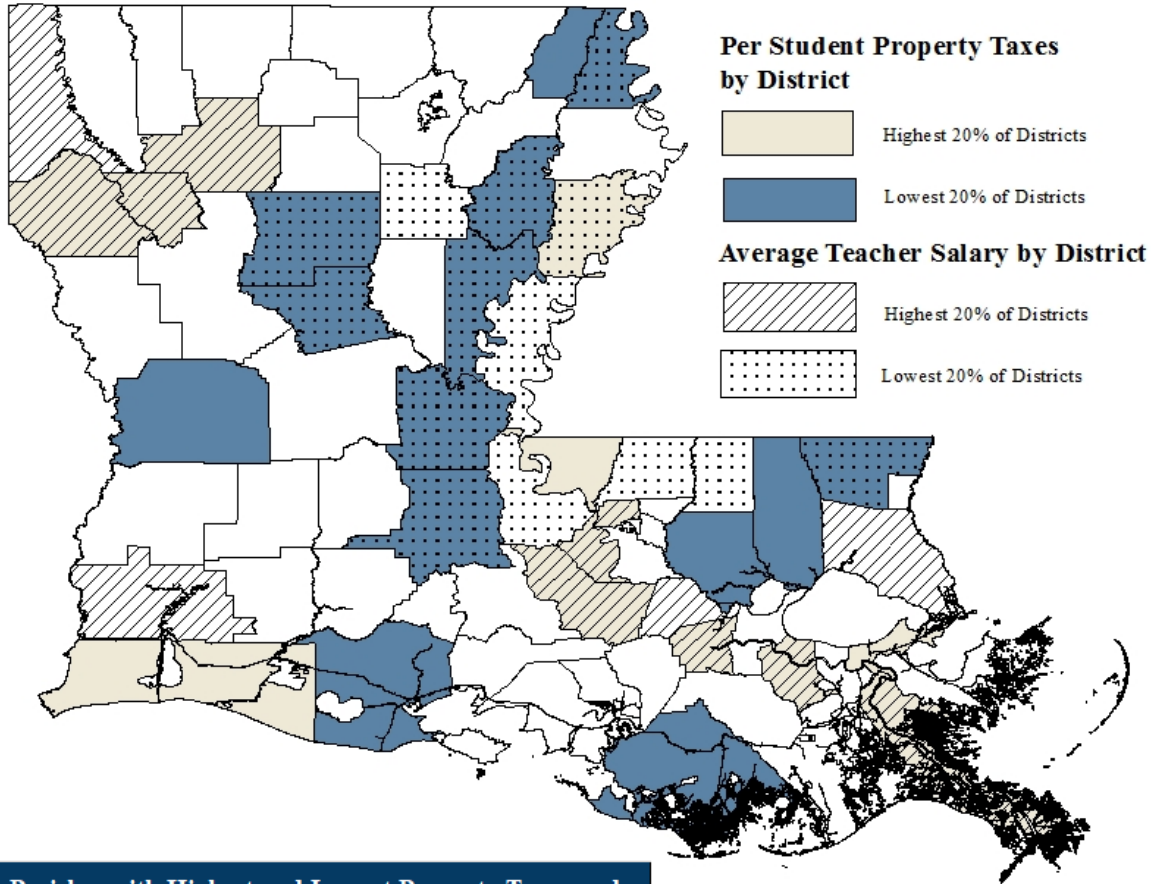 Per Student Property Taxes
by District
Highest 20% of Districts
Lowest 20% of Districts
Average Teacher Salary by District
Highest 20% of Districts
Lowest 20% of Districts